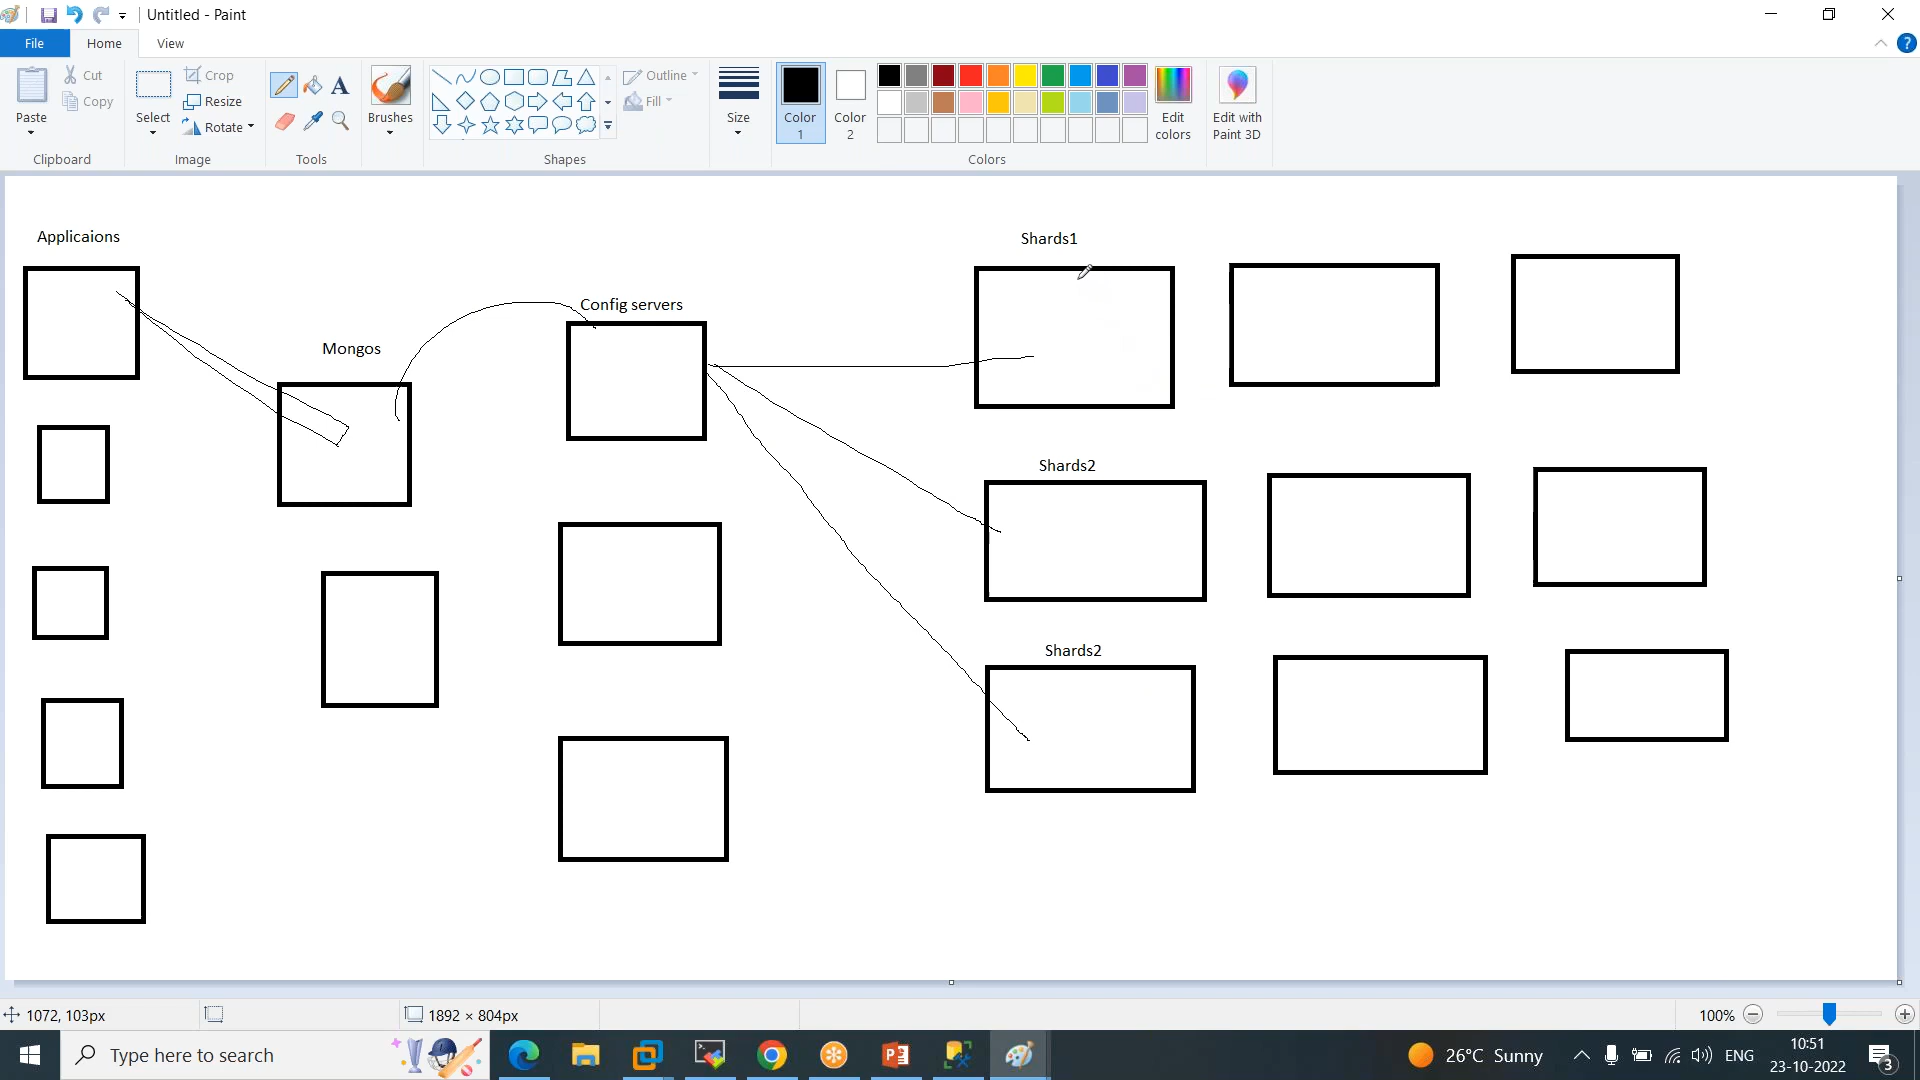 Untitled - Paint
File
Home
View
Paste
Cut
Copy
Clipboard
Select
Crop
Resize
Rotate
Image
Tools
Brushes
Shapes
Outline
Fill
Size
Color 1
Color 2
Edit colors
Edit with Paint 3D
Colors
Applicaions
Mongos
Config servers
Shards1
Shards2
Shards2
1072, 103px
1892 × 804px
100%
Type here to search
26°C Sunny
ENG
10:51
23-10-2022
3